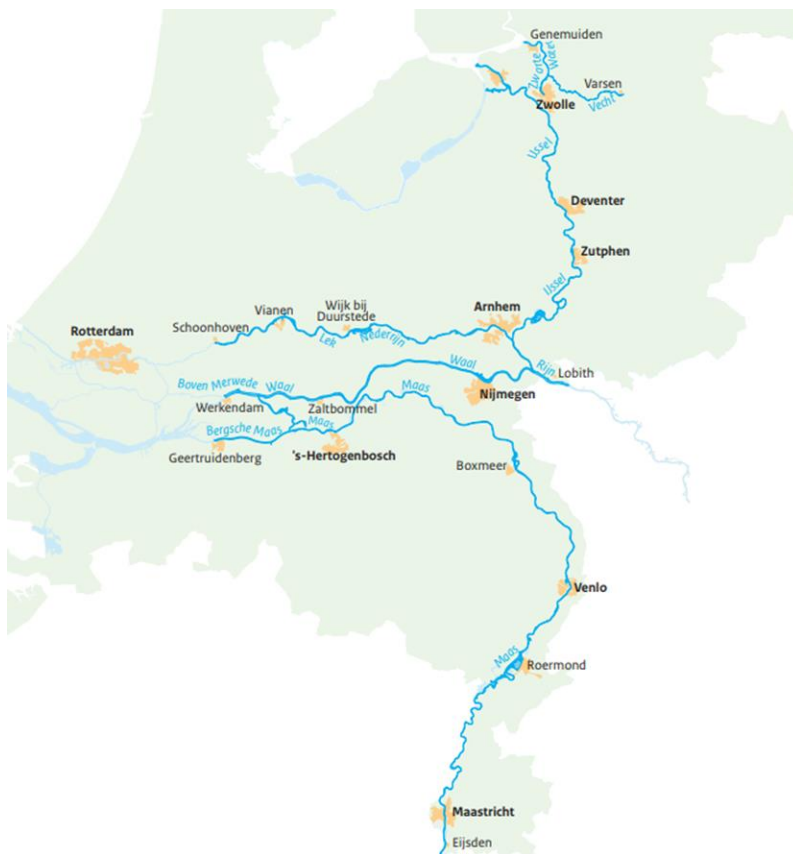 Genemuiden
Zwarte
Water
Varsen
Vecht
Zwolle
IJssel
Deventer
Zutphen
IJssel
Arnhem
Wijk bij
Duurstede
Vianen
Schoonhoven
Lek
Nederrijn
Rotterdam
Rijn
Lobith
Waal
Maas
Nijmegen
Boven Merwede
Waal
Werkendam
Zaltbommel
Maas
Bergsche Maas
Geertruidenberg
's-Hertogenbosch
Boxmeer
Venlo
Maas
Roermond
Maastricht
Eijsden